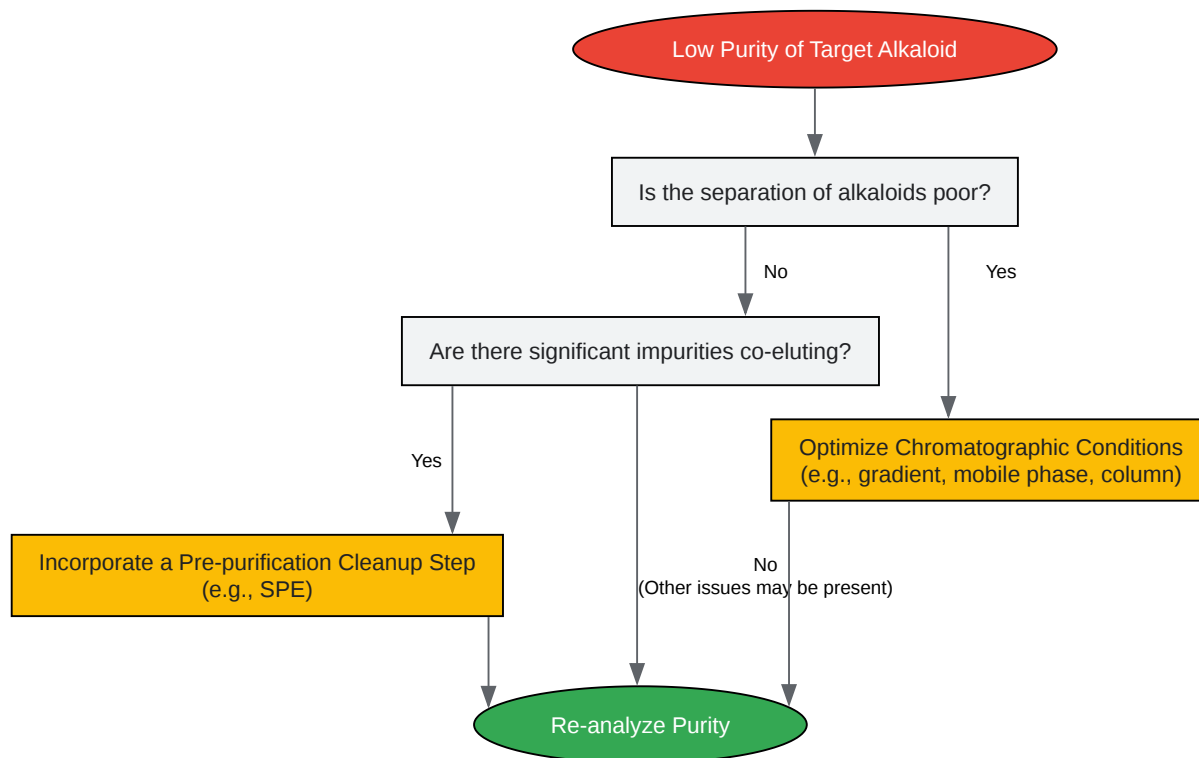 Low Purity of Target Alkaloid
Is the separation of alkaloids poor?
No
Yes
Are there significant impurities co-eluting?
Optimize Chromatographic Conditions
(e.g., gradient, mobile phase, column)
Yes
Incorporate a Pre-purification Cleanup Step
(e.g., SPE)
No
(Other issues may be present)
Re-analyze Purity